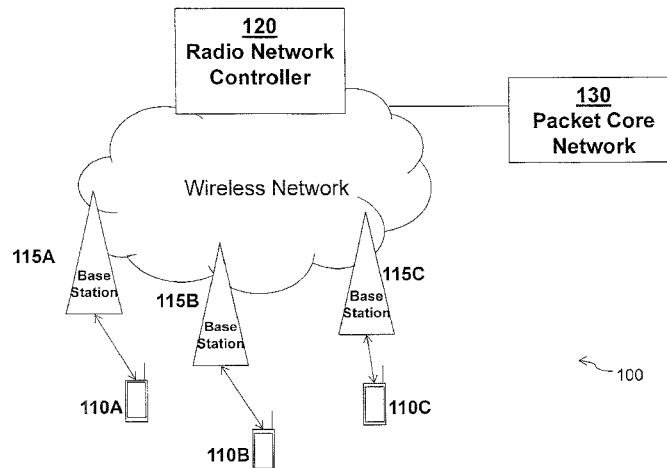 120
Radio Network
Controller
130
Packet Core
Network
Wireless Network
115A
Base
Station
115B
Base
Station
115C
Base
Station
110A
110B
110C
100